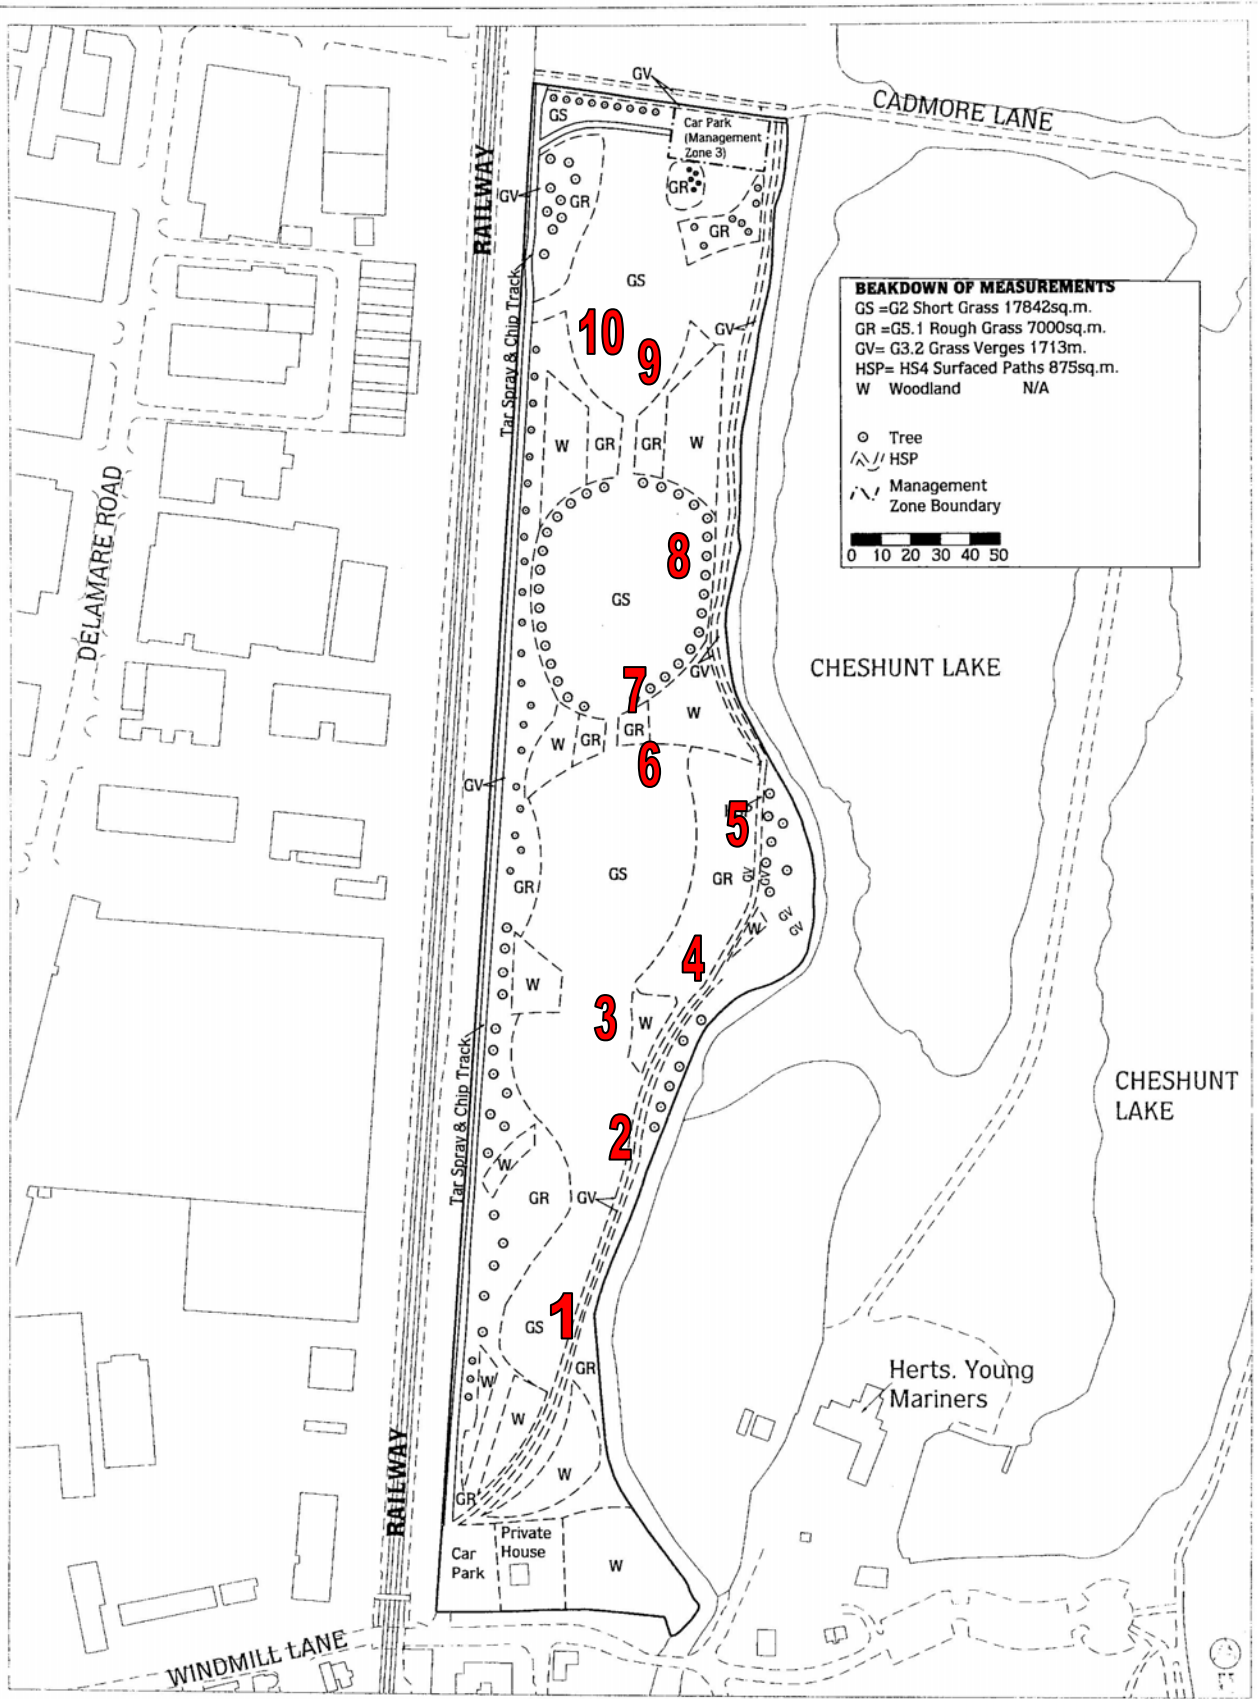 GV
CADMORE LANE
GS
Car Park
(Management
Zone 3)
RAILWAY
GV
GR
GR
GR
GS
Tar Spray & Chip Track
10
9
GV
BEAKDOWN OF MEASUREMENTS
GS =G2 Short Grass 17842sq.m.
GR =G5.1 Rough Grass 7000sq.m.
GV= G3.2 Grass Verges 1713m.
HSP= HS4 Surfaced Paths 875sq.m.
W Woodland N/A
Tree
HSP
Management
Zone Boundary
0 10 20 30 40 50
W
GR
GR
W
DELAMARE ROAD
8
GS
CHESHUNT LAKE
7
GV
W
GR
GR
W
6
GV
5
GS
GR
GV
GV
GR
GV
GV
W
4
W
3
W
Tar Spray & Chip Track
CHESHUNT
LAKE
2
W
GR
GV
1
GS
GR
Herts. Young
Mariners
W
W
W
RAILWAY
GR
Private
House
Car
Park
W
WINDMILL LANE